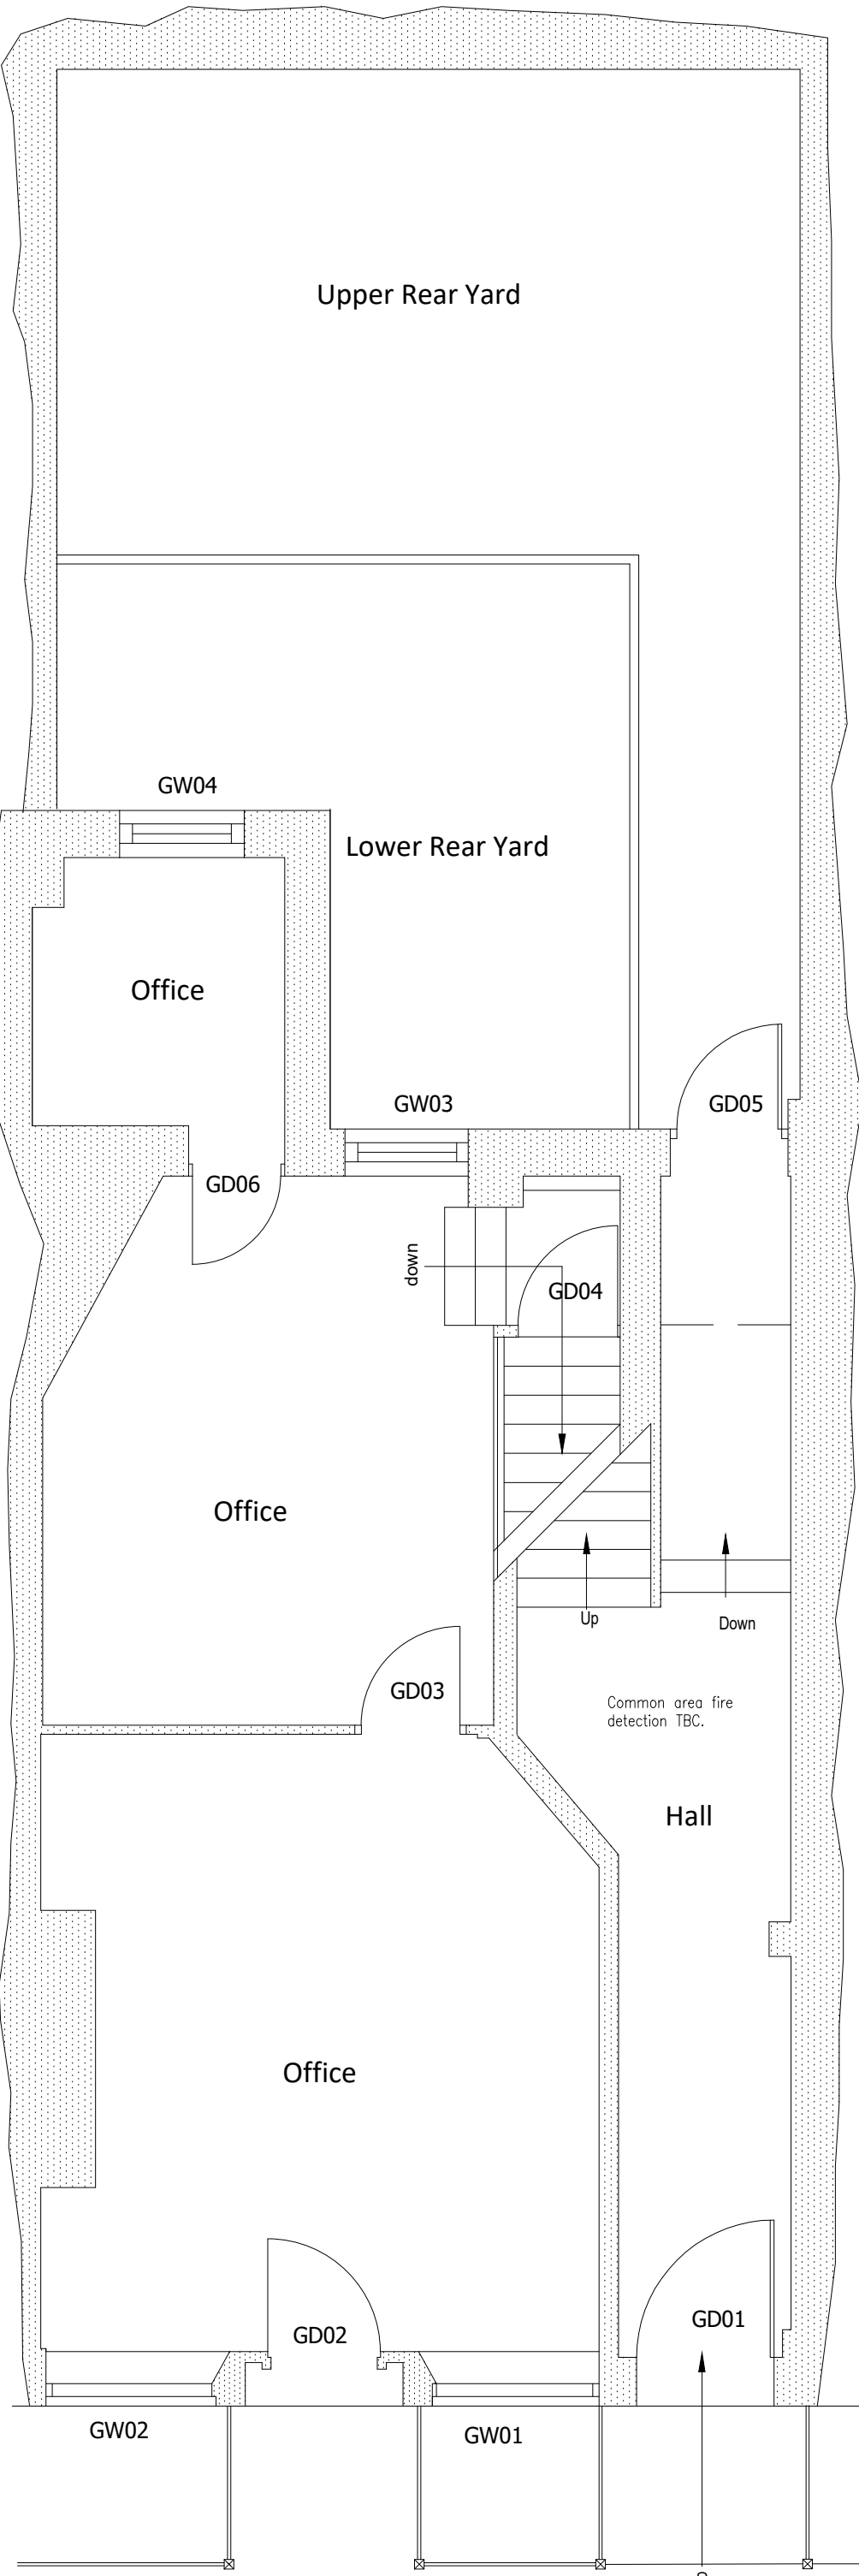 Upper Rear Yard
GW04
Lower Rear Yard
Office
GW03
GD05
GD06
down
GD04
Office
Up
Down
GD03
Common area fire
detection TBC.
Hall
Office
GD01
GD02
GW02
GW01